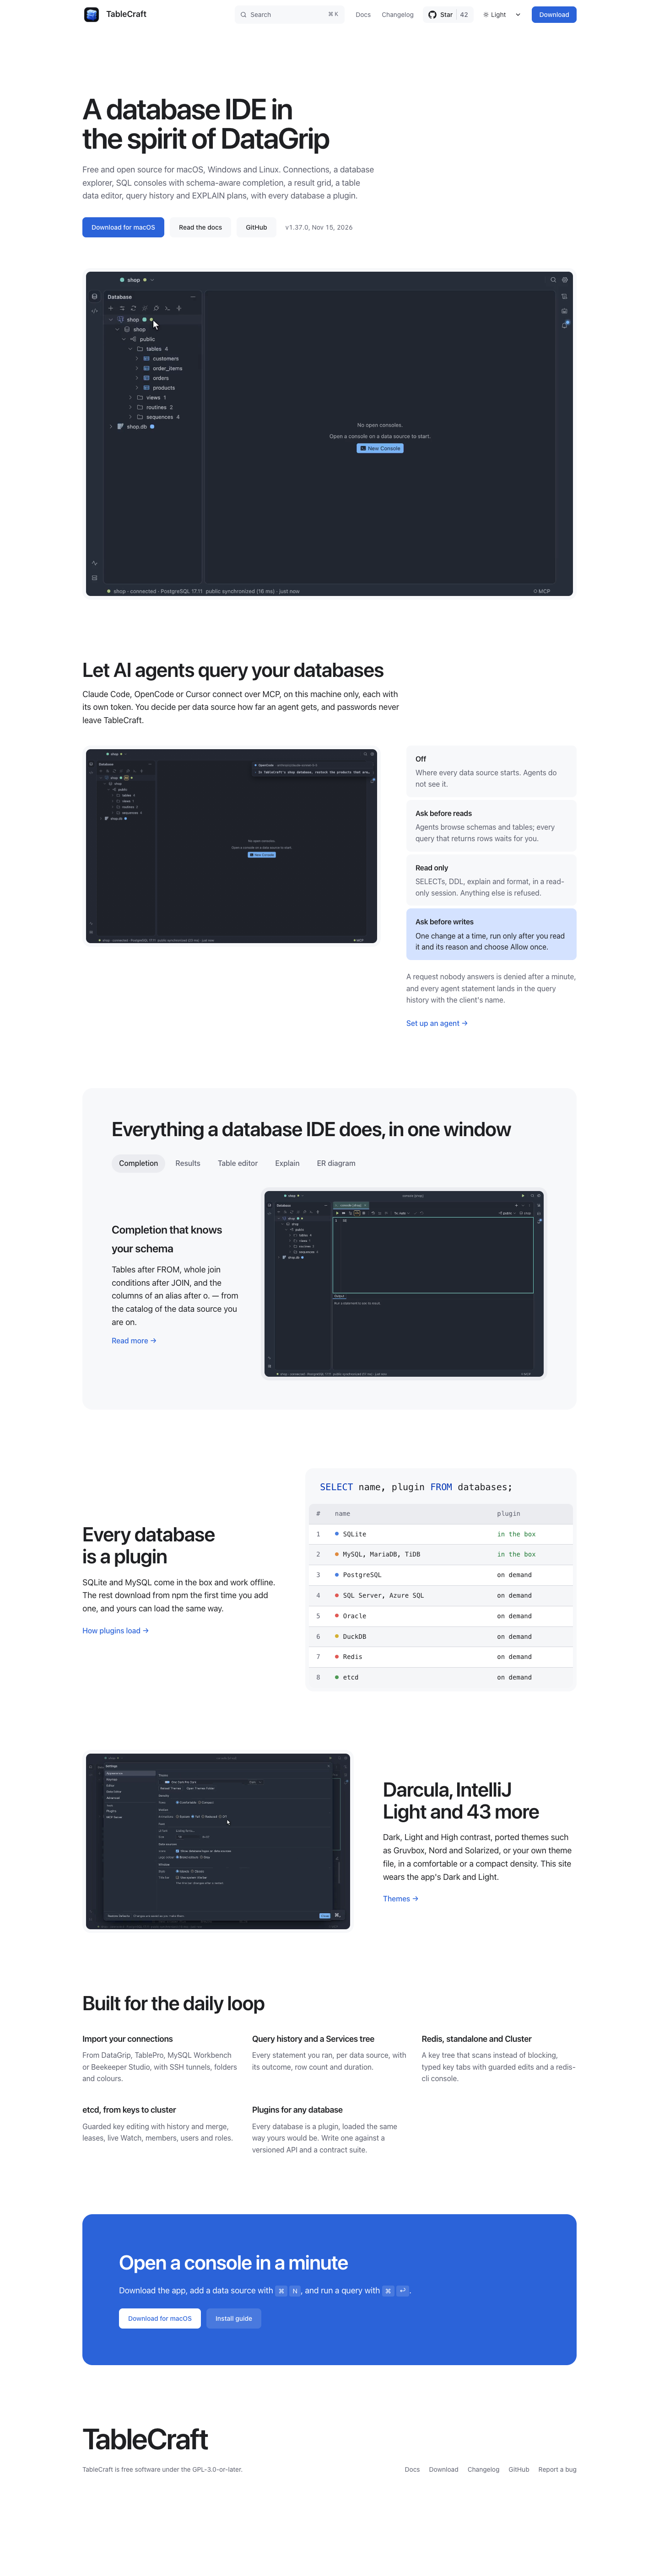 TableCraft
Search ⌘ K
Docs Changelog
Star 42
Light
Download
A database IDE in
the spirit of DataGrip
Free and open source for macOS, Windows and Linux. Connections, a database
explorer, SQL consoles with schema-aware completion, a result grid, a table
data editor, query history and EXPLAIN plans, with every database a plugin.
Download for macOS
Read the docs
GitHub
v1.37.0, Nov 15, 2026
shop
Database
shop
shop
public
tables 4
customers
order_items
orders
products
views 1
routines 2
sequences 4
shop.db
No open consoles.
Open a console on a data source to start.
New Console
shop · connected · PostgreSQL 17.11 public synchronized (16 ms) · just now
MCP
Let AI agents query your databases
Claude Code, OpenCode or Cursor connect over MCP, on this machine only, each with
its own token. You decide per data source how far an agent gets, and passwords never
leave TableCraft.
No open consoles.
Open a console on a data source to start.
New Console
Off
Where every data source starts. Agents do
not see it.
Ask before reads
Agents browse schemas and tables; every
query that returns rows waits for you.
Read only
SELECTs, DDL, explain and format, in a read-
only session. Anything else is refused.
Ask before writes
One change at a time, run only after you read
it and its reason and choose Allow once.
A request nobody answers is denied after a minute,
and every agent statement lands in the query
history with the client's name.
Set up an agent →
Everything a database IDE does, in one window
Completion Results Table editor Explain ER diagram
Completion that knows
your schema
Tables after FROM, whole join
conditions after JOIN, and the
columns of an alias after o. — from
the catalog of the data source you
are on.
Read more →
SELECT name, plugin FROM databases;
# name plugin
1 SQLite in the box
2 MySQL, MariaDB, TiDB in the box
3 PostgreSQL on demand
4 SQL Server, Azure SQL on demand
5 Oracle on demand
6 DuckDB on demand
7 Redis on demand
8 etcd on demand
Every database
is a plugin
SQLite and MySQL come in the box and work offline.
The rest download from npm the first time you add
one, and yours can load the same way.
How plugins load →
Darcula, IntelliJ
Light and 43 more
Dark, Light and High contrast, ported themes such
as Gruvbox, Nord and Solarized, or your own theme
file, in a comfortable or a compact density. This site
wears the app's Dark and Light.
Themes →
Built for the daily loop
Import your connections
From DataGrip, TablePro, MySQL Workbench
or Beekeeper Studio, with SSH tunnels, folders
and colours.
Query history and a Services tree
Every statement you ran, per data source, with
its outcome, row count and duration.
Redis, standalone and Cluster
A key tree that scans instead of blocking,
typed key tabs with guarded edits and a redis-
cli console.
etcd, from keys to cluster
Guarded key editing with history and merge,
leases, live Watch, members, users and roles.
Plugins for any database
Every database is a plugin, loaded the same
way yours would be. Write one against a
versioned API and a contract suite.
Open a console in a minute
Download the app, add a data source with ⌘ N, and run a query with ⌘ ↵.
Download for macOS
Install guide
TableCraft
TableCraft is free software under the GPL-3.0-or-later.
Docs Download Changelog GitHub Report a bug